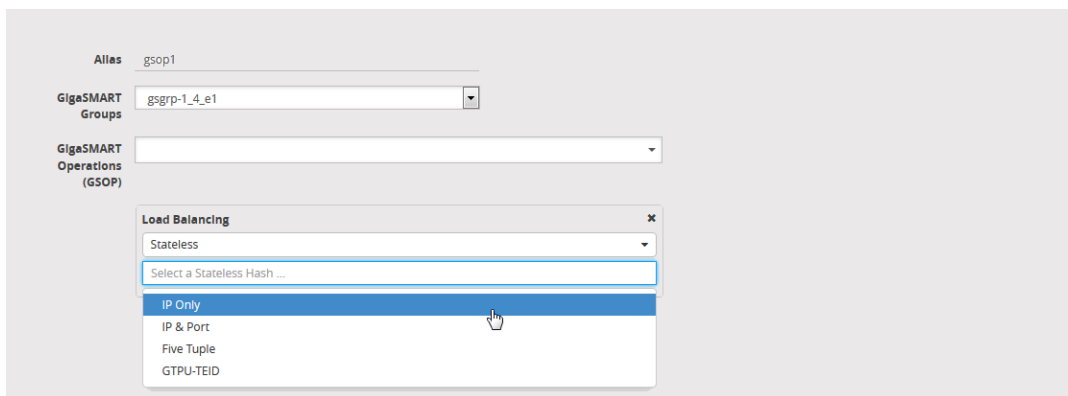 Alias
gsop1
GigaSMART
Groups
gsgrp-1_4_e1
GigaSMART
Operations
(GSOP)
Load Balancing
Stateless
Select a Stateless Hash ...
IP Only
IP & Port
Five Tuple
GTPU-TEID